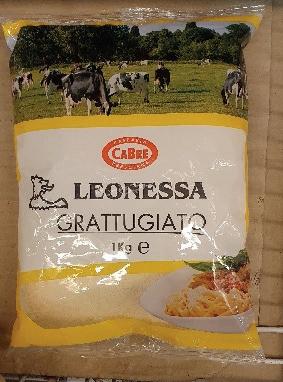 CaBRE
LEONESSA
GRATTUGIATO
1Kg e